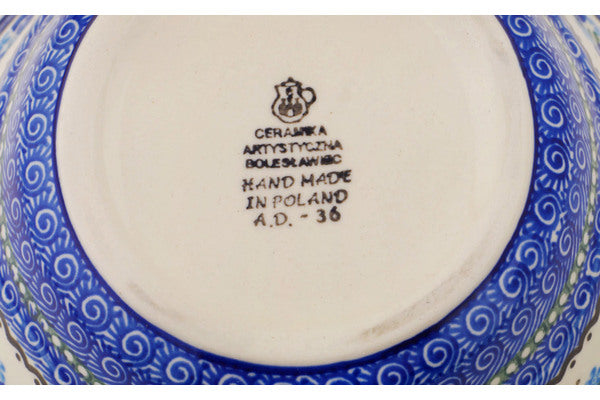 CERAMIKA
ARTYSTYCZNA
BOLESŁAWIEC
HAND MADE
IN POLAND
A.D. - 36